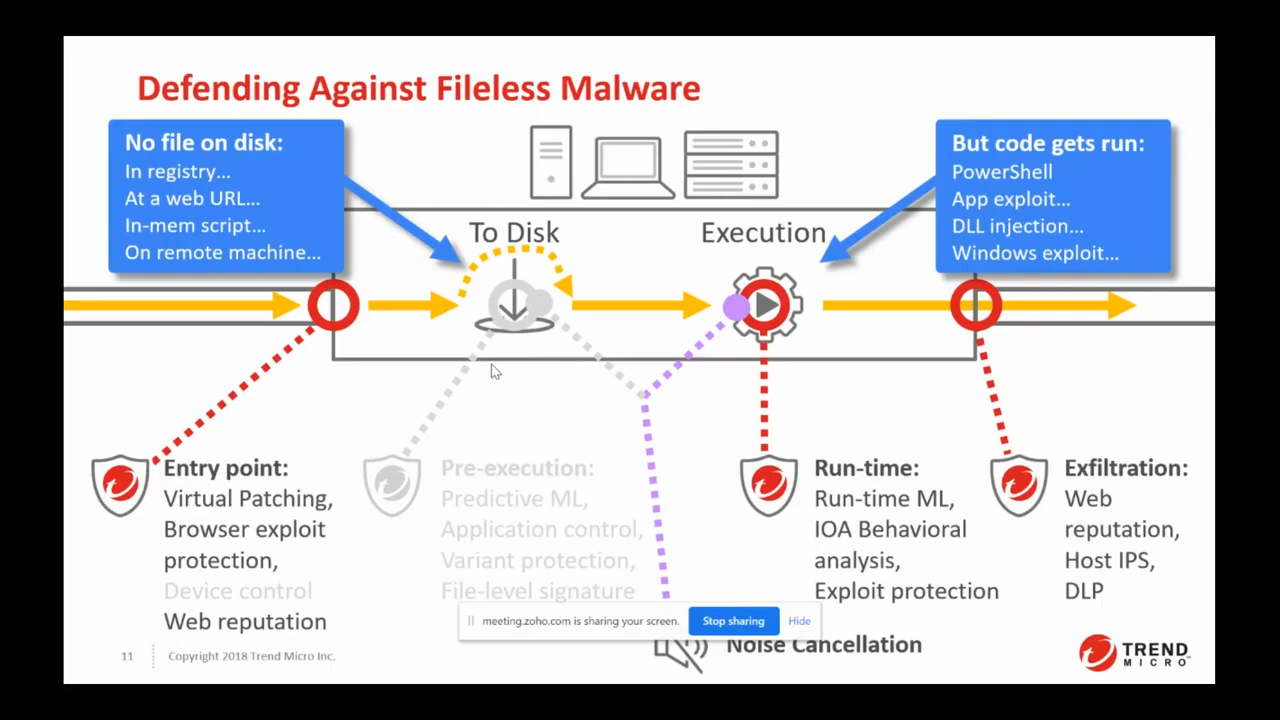 Defending Against Fileless Malware
No file on disk:
In registry...
At a web URL...
In-mem script...
On remote machine...
But code gets run:
PowerShell
App exploit...
DLL injection...
Windows exploit...
To Disk
Execution
Entry point:
Virtual Patching,
Browser exploit
protection,
Device control
Web reputation
Pre-execution:
Predictive ML,
Application control,
Variant protection,
File-level signature
Run-time:
Run-time ML,
IOA Behavioral
analysis,
Exploit protection
Exfiltration:
Web
reputation,
Host IPS,
DLP
meeting.zoho.com is sharing your screen.
Stop sharing
Hide
Noise Cancellation
11
Copyright 2018 Trend Micro Inc.
TREND
MICRO